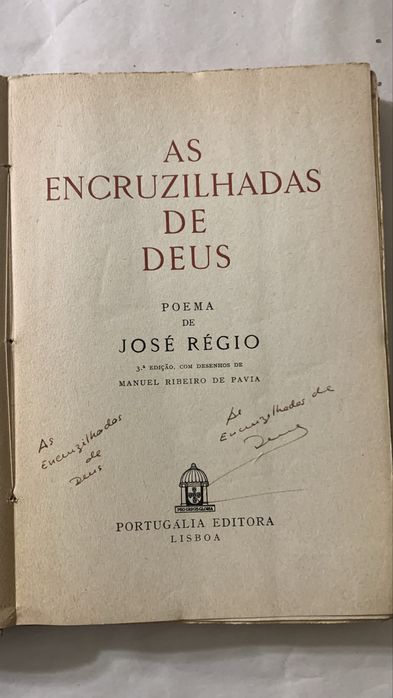 AS
ENCRUZILHADAS
DE
DEUS
POEMA
DE
JOSÉ RÉGIO
3.ª EDIÇÃO, COM DESENHOS DE
MANUEL RIBEIRO DE PAVIA
As
Encruzilhadas
de
Deus
As
Encruzilhadas de
Deus
PORTUGÁLIA EDITORA
LISBOA